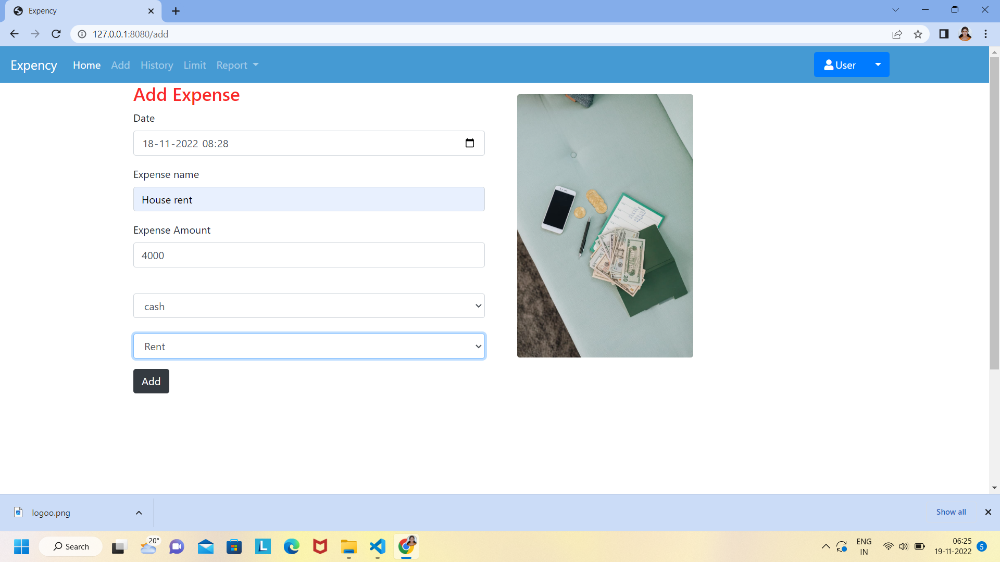 Expency
127.0.0.1:8080/add
Expency Home Add History Limit Report User
Add Expense
Date
18-11-2022 08:28
Expense name
House rent
Expense Amount
4000
cash
Rent
Add
20
logoo.png
Show all
Search
20°
L
ENG
IN
06:25
19-11-2022
5